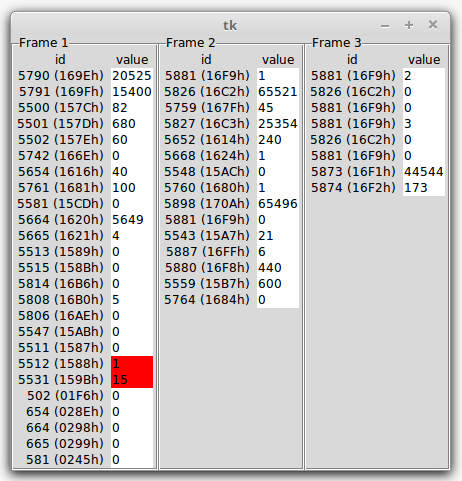 tk
Frame 1
id value
5790 (169Eh) 20525
5791 (169Fh) 15400
5500 (157Ch) 82
5501 (157Dh) 680
5502 (157Eh) 60
5742 (166Eh) 0
5654 (1616h) 40
5761 (1681h) 100
5581 (15CDh) 0
5664 (1620h) 5649
5665 (1621h) 4
5513 (1589h) 0
5515 (158Bh) 0
5814 (16B6h) 0
5808 (16B0h) 5
5806 (16AEh) 0
5547 (15ABh) 0
5511 (1587h) 0
5512 (1588h) 1
5531 (159Bh) 15
502 (01F6h) 0
654 (028Eh) 0
664 (0298h) 0
665 (0299h) 0
581 (0245h) 0
Frame 2
id value
5881 (16F9h) 1
5826 (16C2h) 65521
5759 (167Fh) 45
5827 (16C3h) 25354
5652 (1614h) 240
5668 (1624h) 1
5548 (15ACh) 0
5760 (1680h) 1
5898 (170Ah) 65496
5881 (16F9h) 0
5543 (15A7h) 21
5887 (16FFh) 6
5880 (16F8h) 440
5559 (15B7h) 600
5764 (1684h) 0
Frame 3
id value
5881 (16F9h) 2
5826 (16C2h) 0
5881 (16F9h) 0
5881 (16F9h) 3
5826 (16C2h) 0
5881 (16F9h) 0
5873 (16F1h) 44544
5874 (16F2h) 173